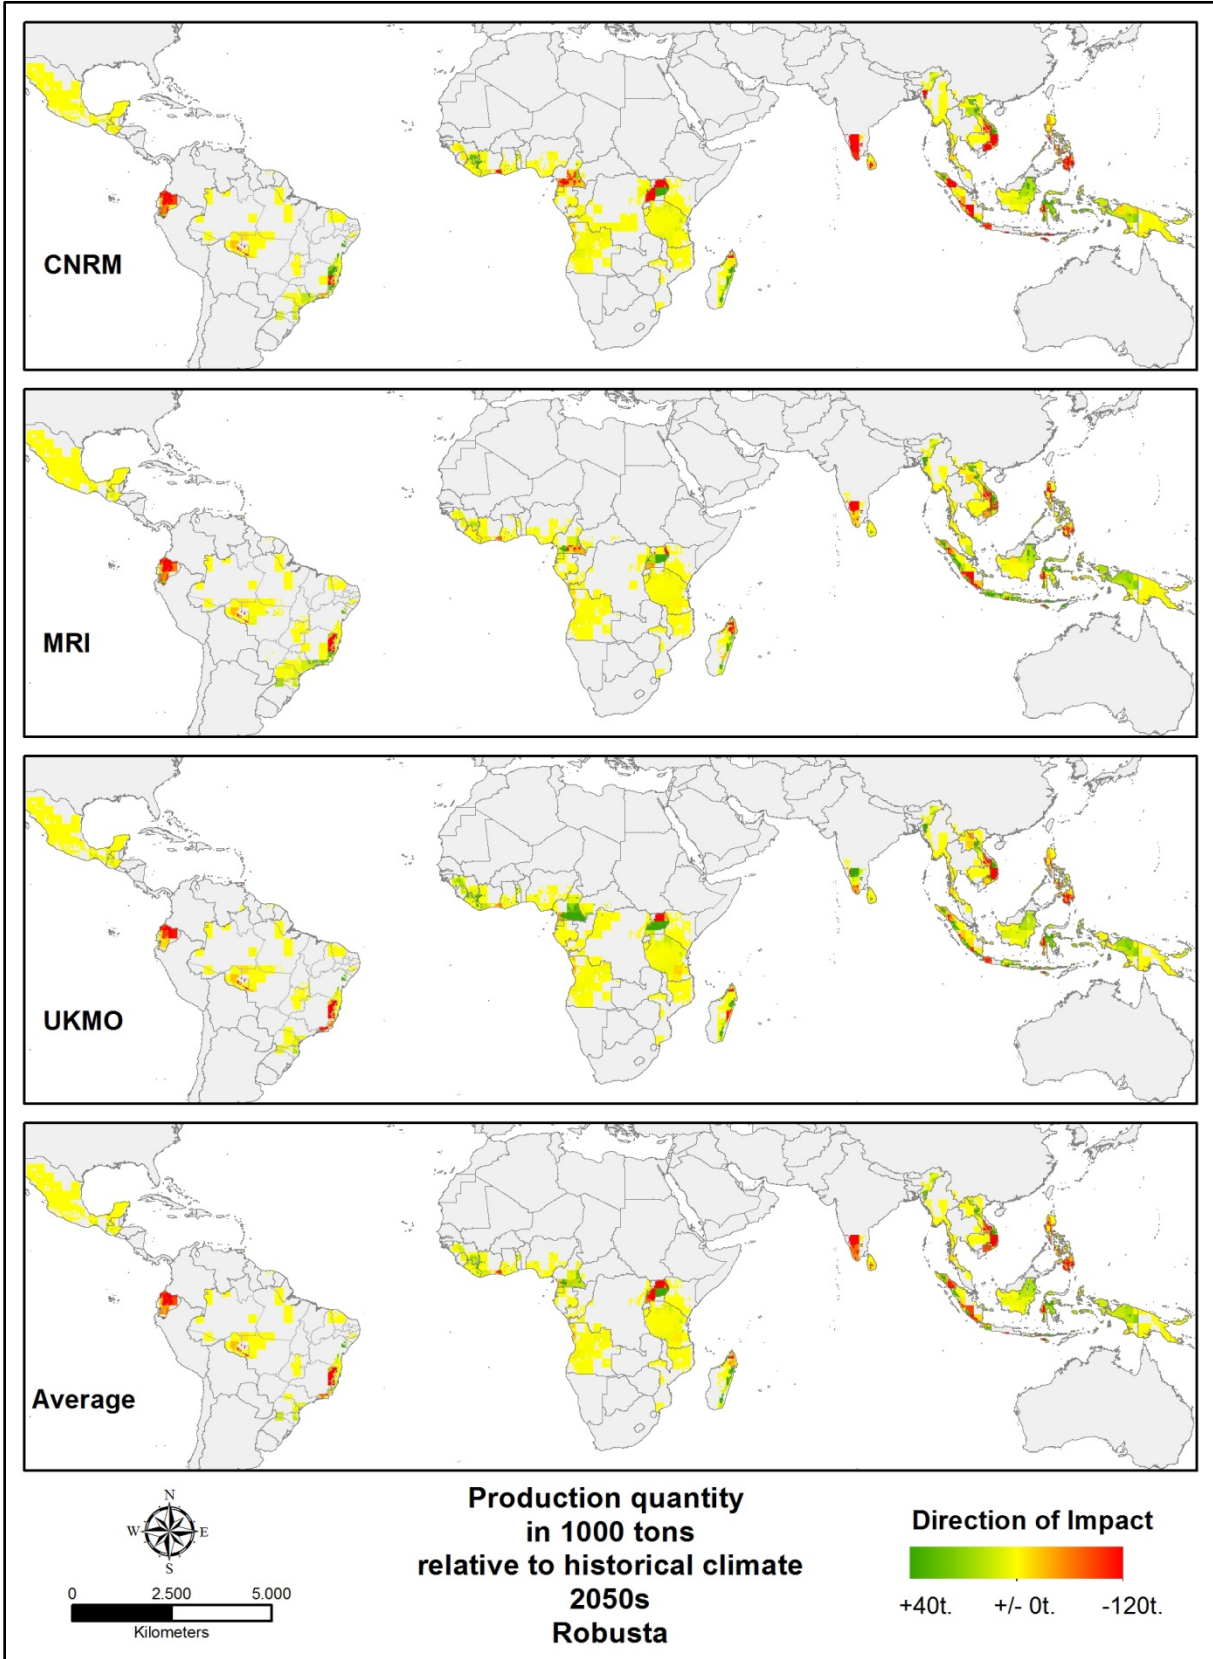 CNRM
MRI
UKMO
Average
N
W E
S
0 2.500 5.000
Kilometers
Production quantity
in 1000 tons
relative to historical climate
2050s
Robusta
Direction of Impact
+40t. +/- 0t. -120t.